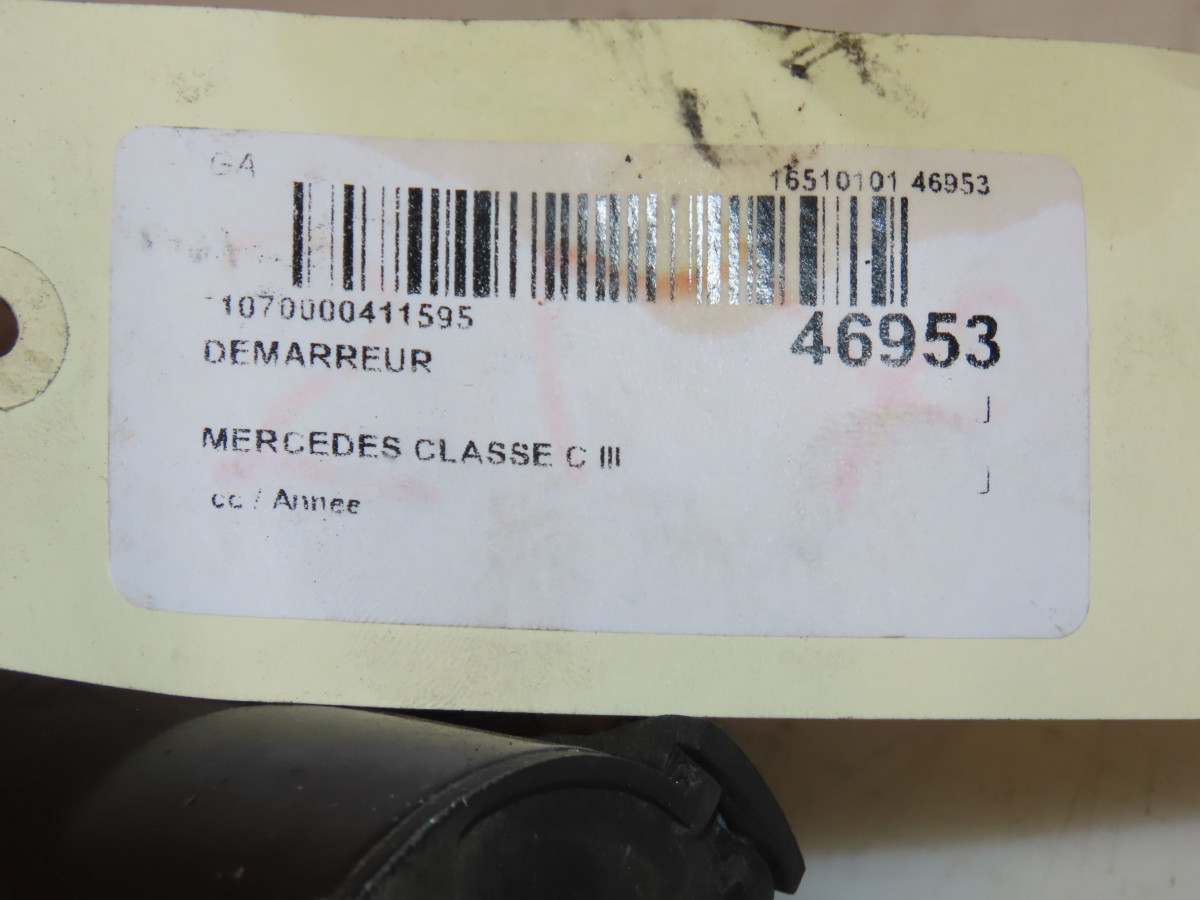 GA
16510101 46953
1070000411595
46953
DEMARREUR
MERCEDES CLASSE C III
cc / Annee